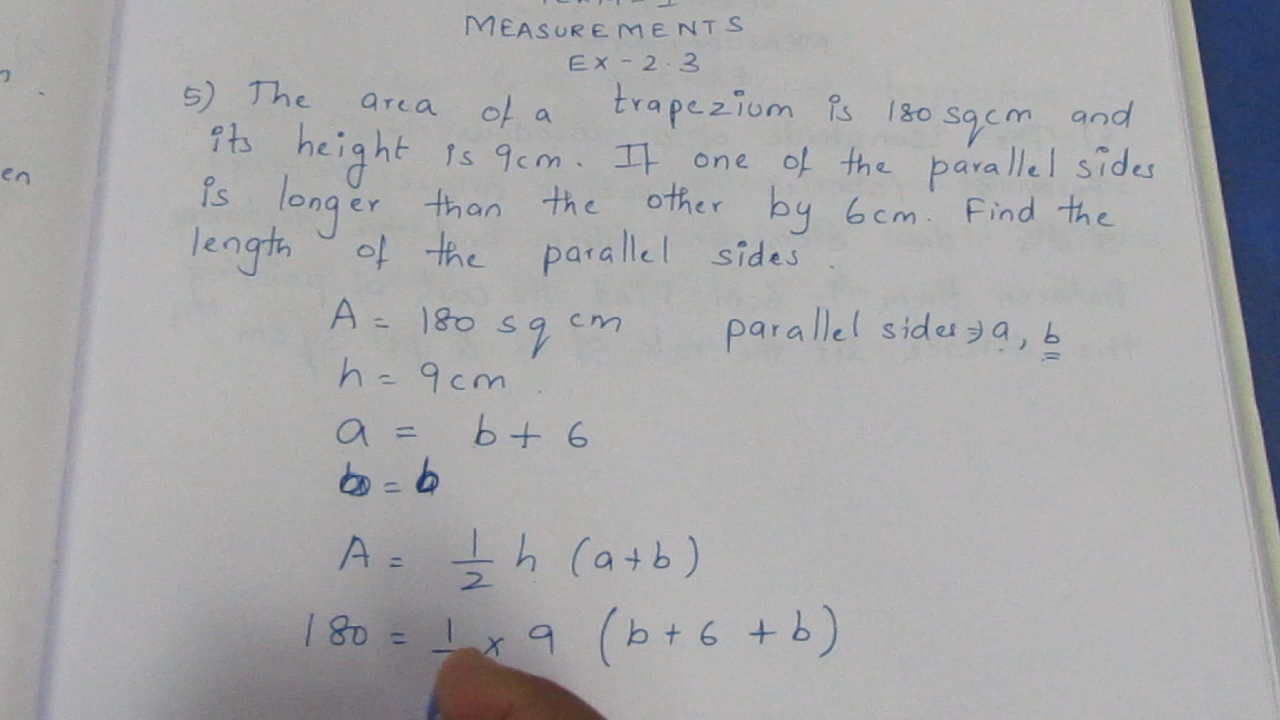 MEASUREMENTS
EX - 2.3
5) The area of a trapezium is 180 sqcm and
its height is 9cm. If one of the parallel sides
is longer than the other by 6cm. Find the
length of the parallel sides.
A = 180 sq cm parallel sides ⇒ a, b
h = 9cm.
a = b + 6
b = b
A = 1/2 h (a+b)
180 = 1/ × 9 (b + 6 + b)
en